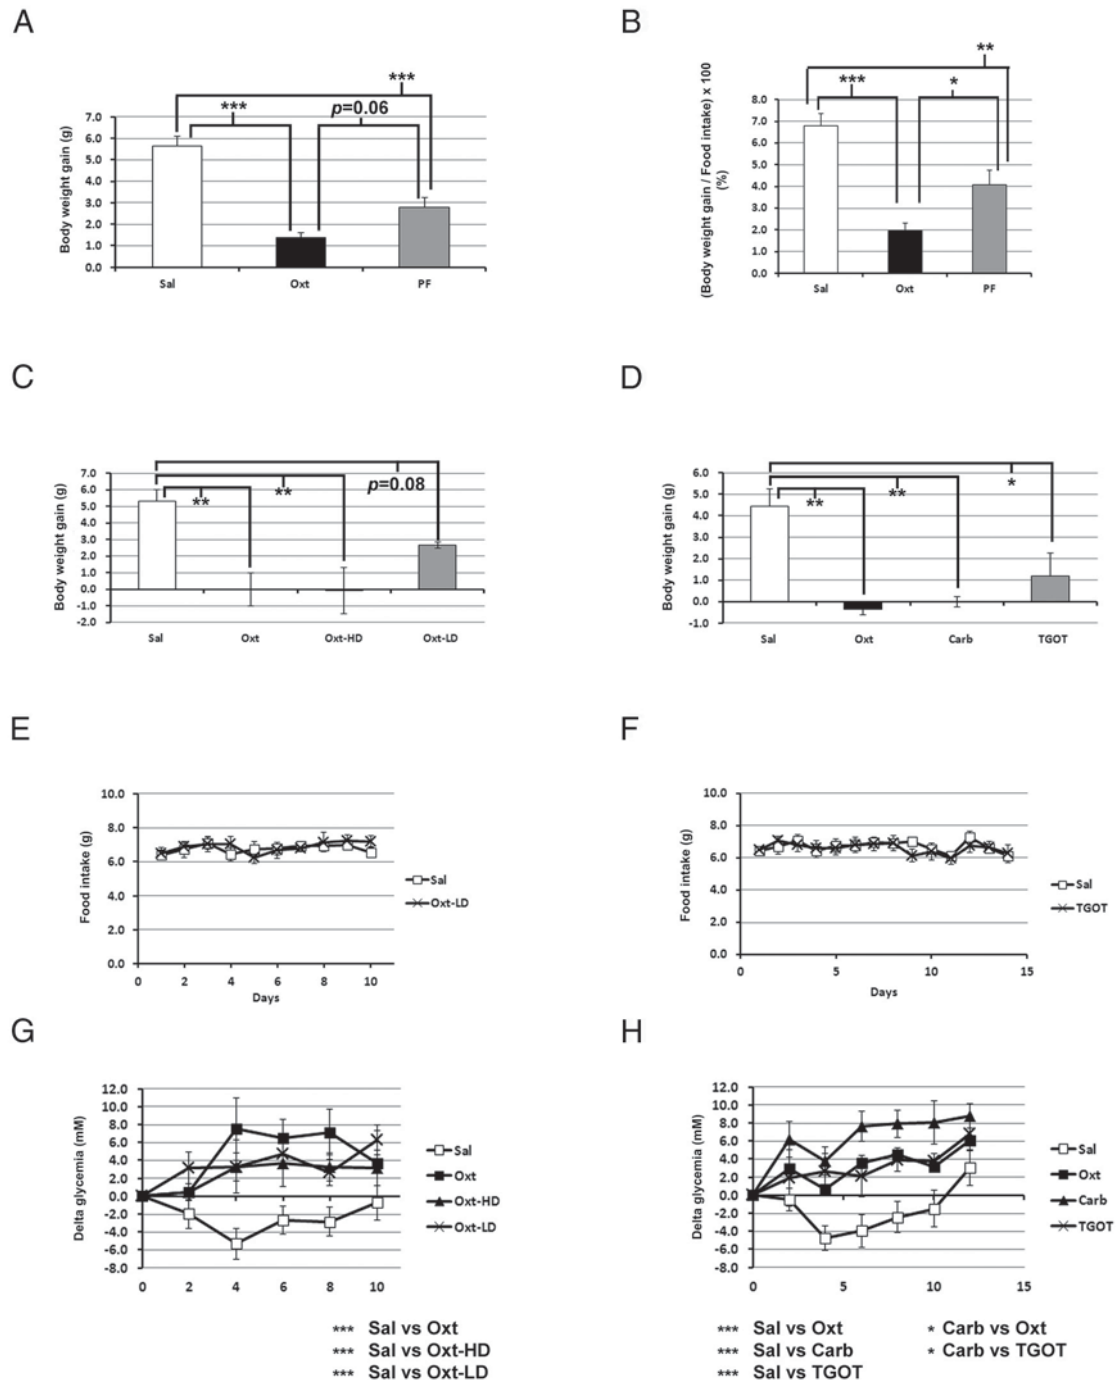 A
B
***
***
p=0.06
Body weight gain (g)
7.0
6.0
5.0
4.0
3.0
2.0
1.0
0.0
Sal Oxt PF
**
***
*
(Body weight gain / Food intake) x 100
(%)
8.0
7.0
6.0
5.0
4.0
3.0
2.0
1.0
0.0
Sal Oxt PF
C
D
**
**
p=0.08
Body weight gain (g)
7.0
6.0
5.0
4.0
3.0
2.0
1.0
0.0
-1.0
-2.0
Sal Oxt Oxt-HD Oxt-LD
**
**
*
Body weight gain (g)
6.0
5.0
4.0
3.0
2.0
1.0
0.0
-1.0
Sal Oxt Carb TGOT
E
F
Food intake (g)
10.0
8.0
6.0
4.0
2.0
0.0
0 2 4 6 8 10
Days
Sal
Oxt-LD
Food intake (g)
10.0
8.0
6.0
4.0
2.0
0.0
0 5 10 15
Days
Sal
TGOT
G
H
Delta glycemia (mM)
12.0
10.0
8.0
6.0
4.0
2.0
0.0
-2.0
-4.0
-6.0
-8.0
0 2 4 6 8 10
Sal
Oxt
Oxt-HD
Oxt-LD
*** Sal vs Oxt
*** Sal vs Oxt-HD
*** Sal vs Oxt-LD
Delta glycemia (mM)
12.0
10.0
8.0
6.0
4.0
2.0
0.0
-2.0
-4.0
-6.0
-8.0
0 5 10 15
Sal
Oxt
Carb
TGOT
*** Sal vs Oxt
*** Sal vs Carb
*** Sal vs TGOT
* Carb vs Oxt
* Carb vs TGOT